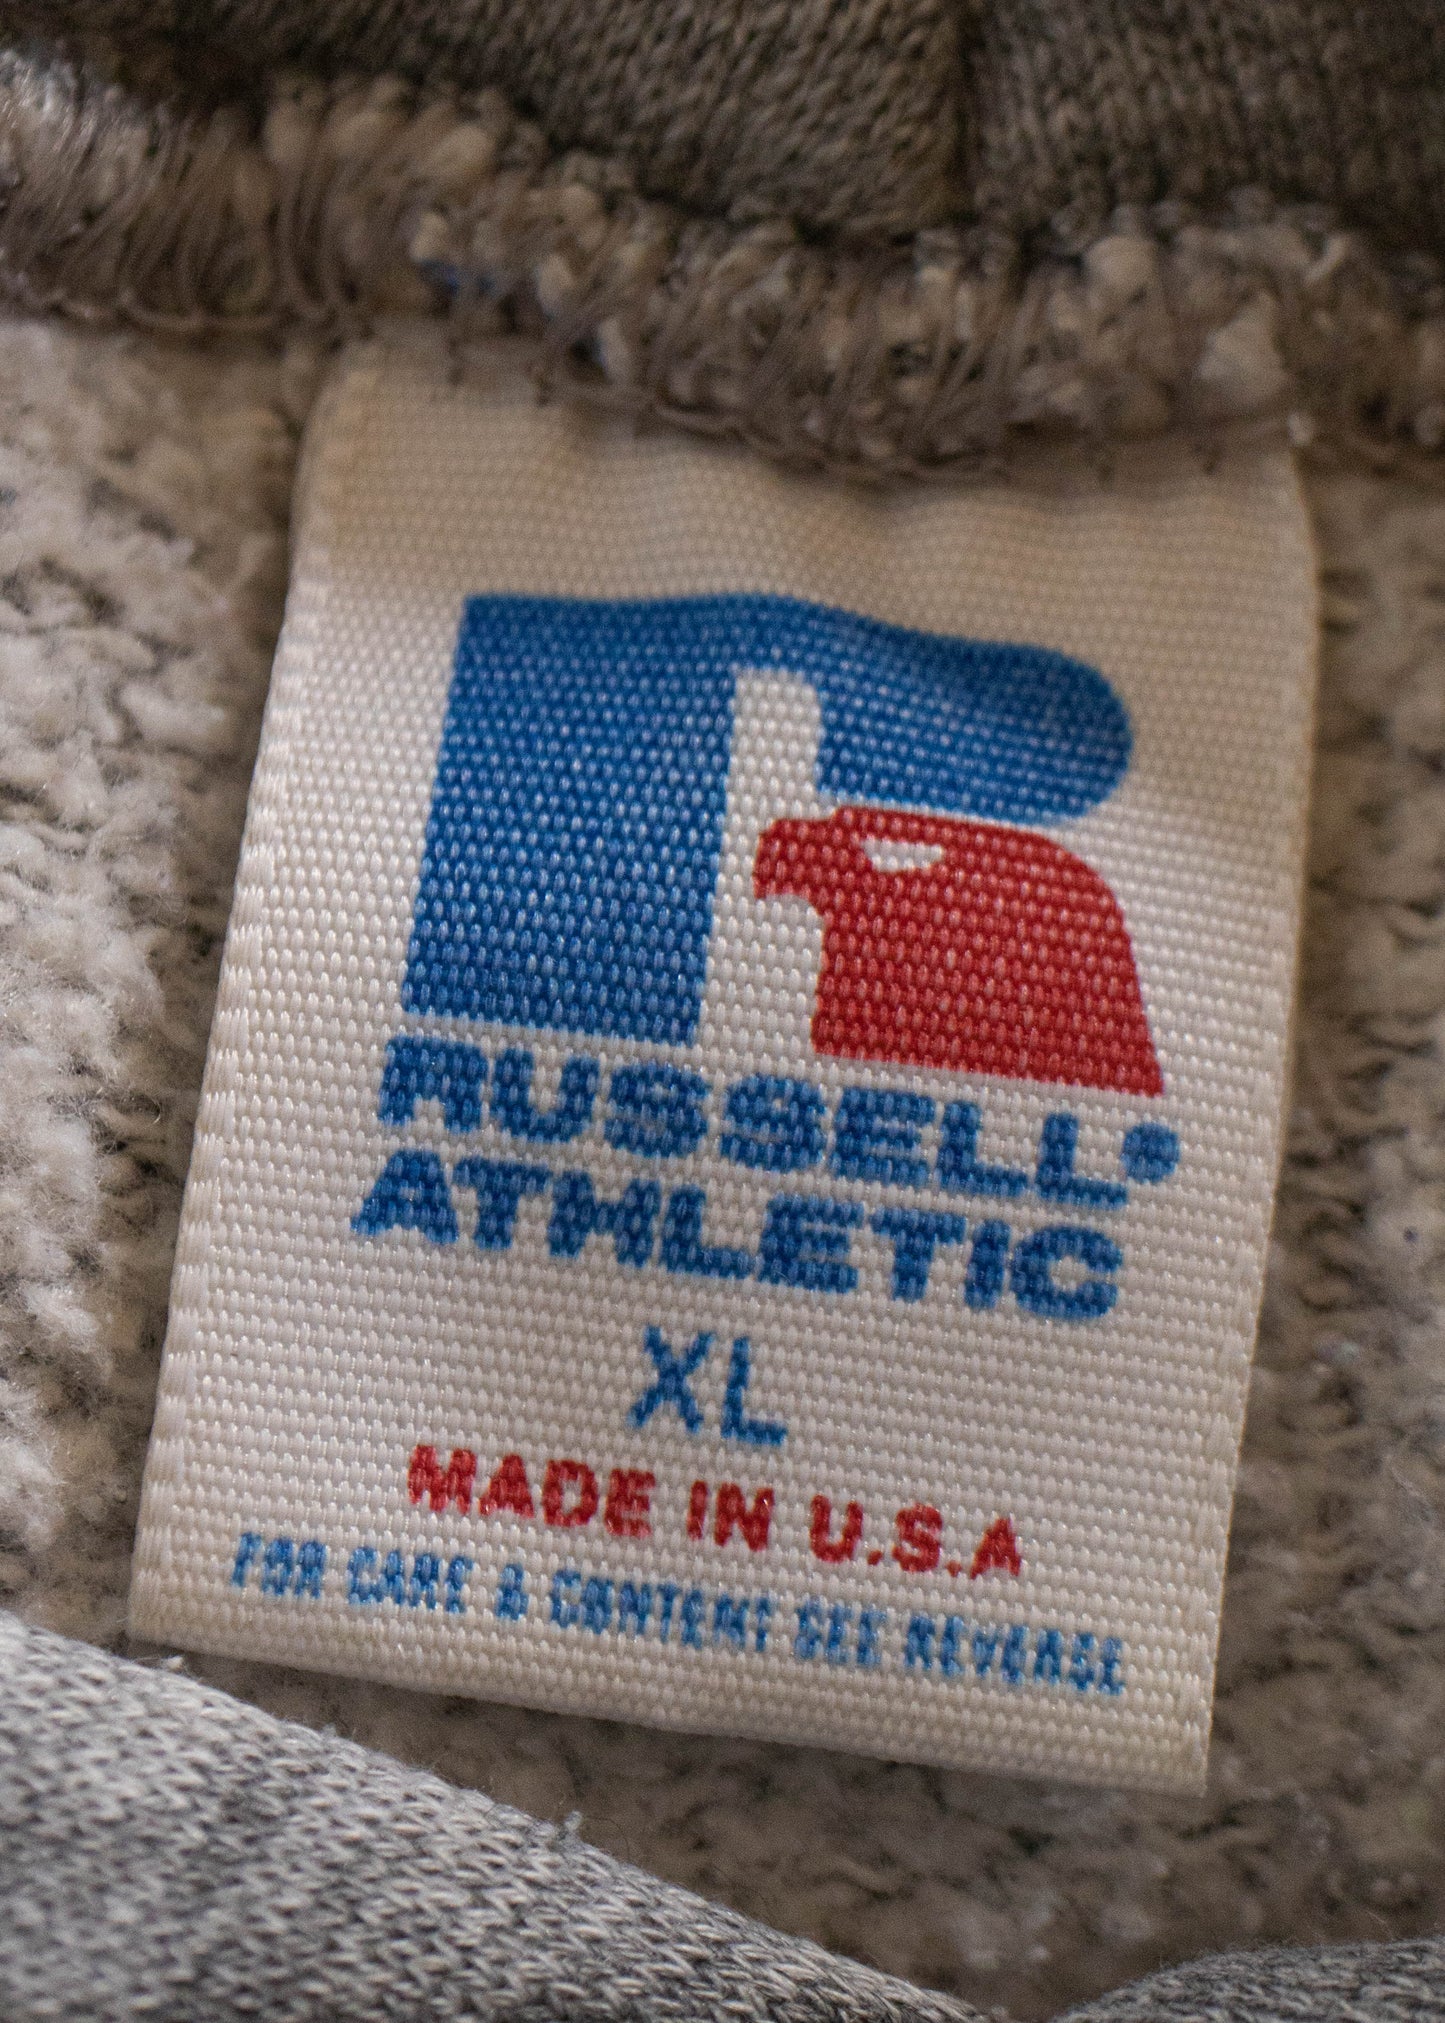 RUSSELL
ATHLETIC
XL
MADE IN U.S.A
FOR CARE & CONTENT SEE REVERSE